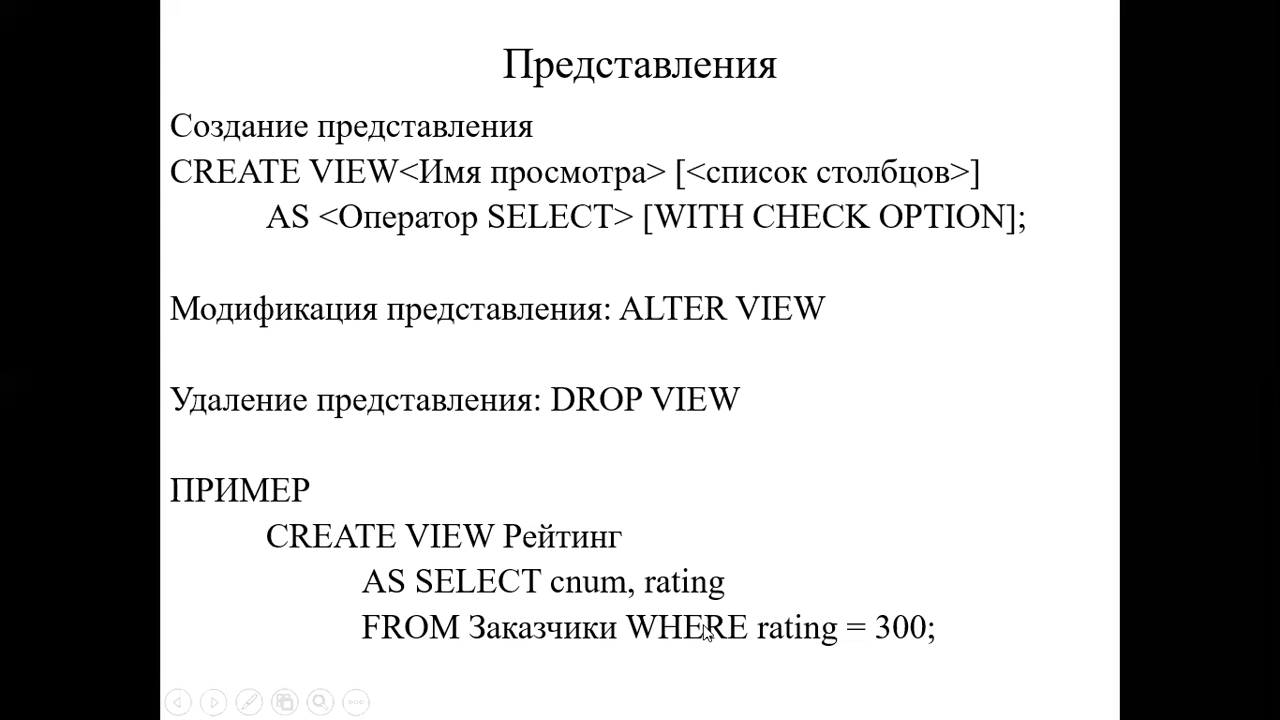 Представления
Создание представления
CREATE VIEW<Имя просмотра> [<список столбцов>]
AS <Оператор SELECT> [WITH CHECK OPTION];
Модификация представления: ALTER VIEW
Удаление представления: DROP VIEW
ПРИМЕР
CREATE VIEW Рейтинг
AS SELECT cnum, rating
FROM Заказчики WHERE rating = 300;